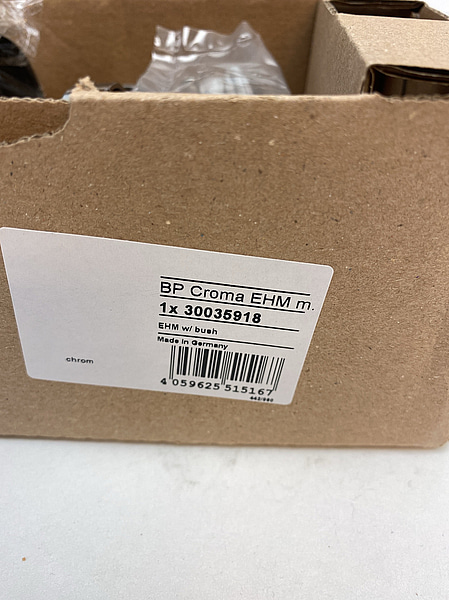 BP Croma EHM m.
1x 30035918
EHM w/ bush
Made in Germany
chrom
4 059625 515167